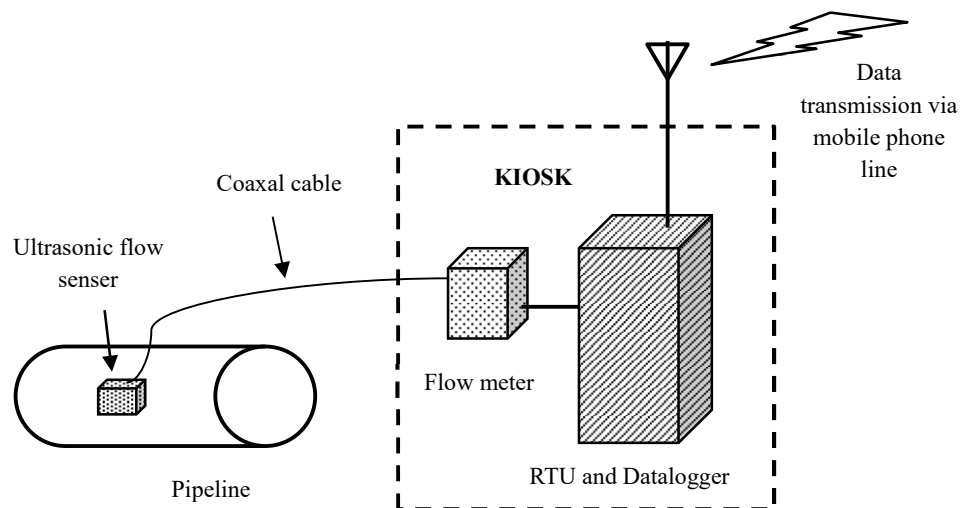 Data
transmission via
mobile phone
line
KIOSK
Coaxal cable
Ultrasonic flow
senser
Flow meter
RTU and Datalogger
Pipeline